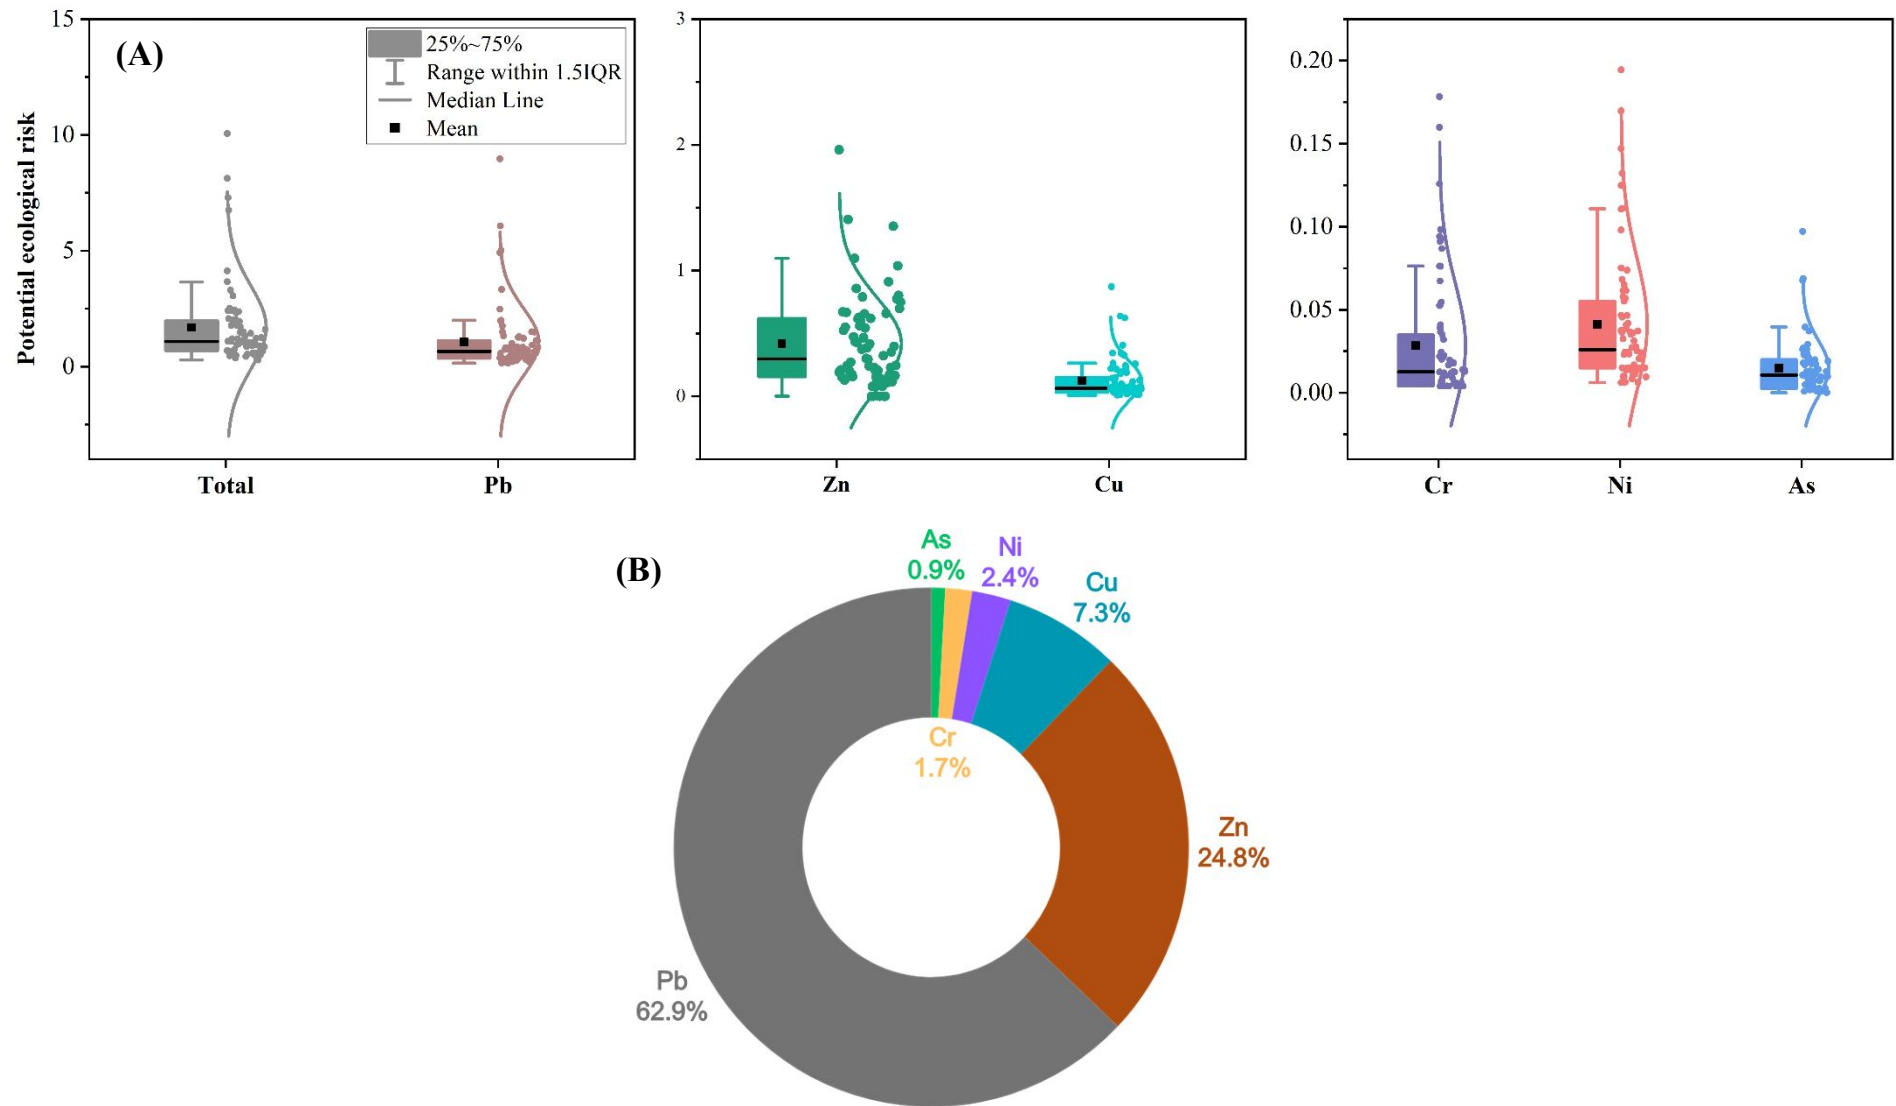 (A)
Potential ecological risk
15
10
5
0
25%~75%
Range within 1.5IQR
Median Line
Mean
Total
Pb
3
2
1
0
Zn
Cu
0.20
0.15
0.10
0.05
0.00
Cr
Ni
As
(B)
As
0.9%
Ni
2.4%
Cu
7.3%
Cr
1.7%
Zn
24.8%
Pb
62.9%